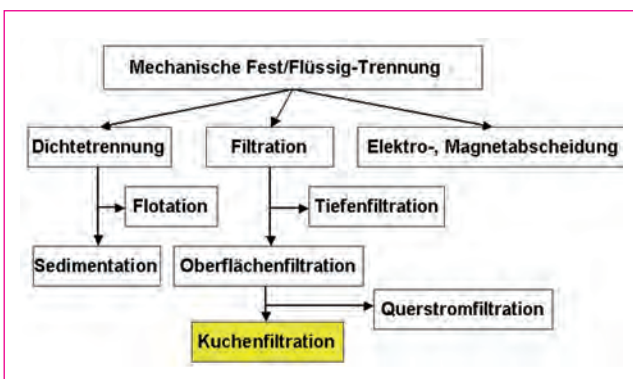 Mechanische Fest/Flüssig-Trennung
Dichtetrennung
Filtration
Elektro-, Magnetabscheidung
Flotation
Tiefenfiltration
Sedimentation
Oberflächenfiltration
Querstromfiltration
Kuchenfiltration